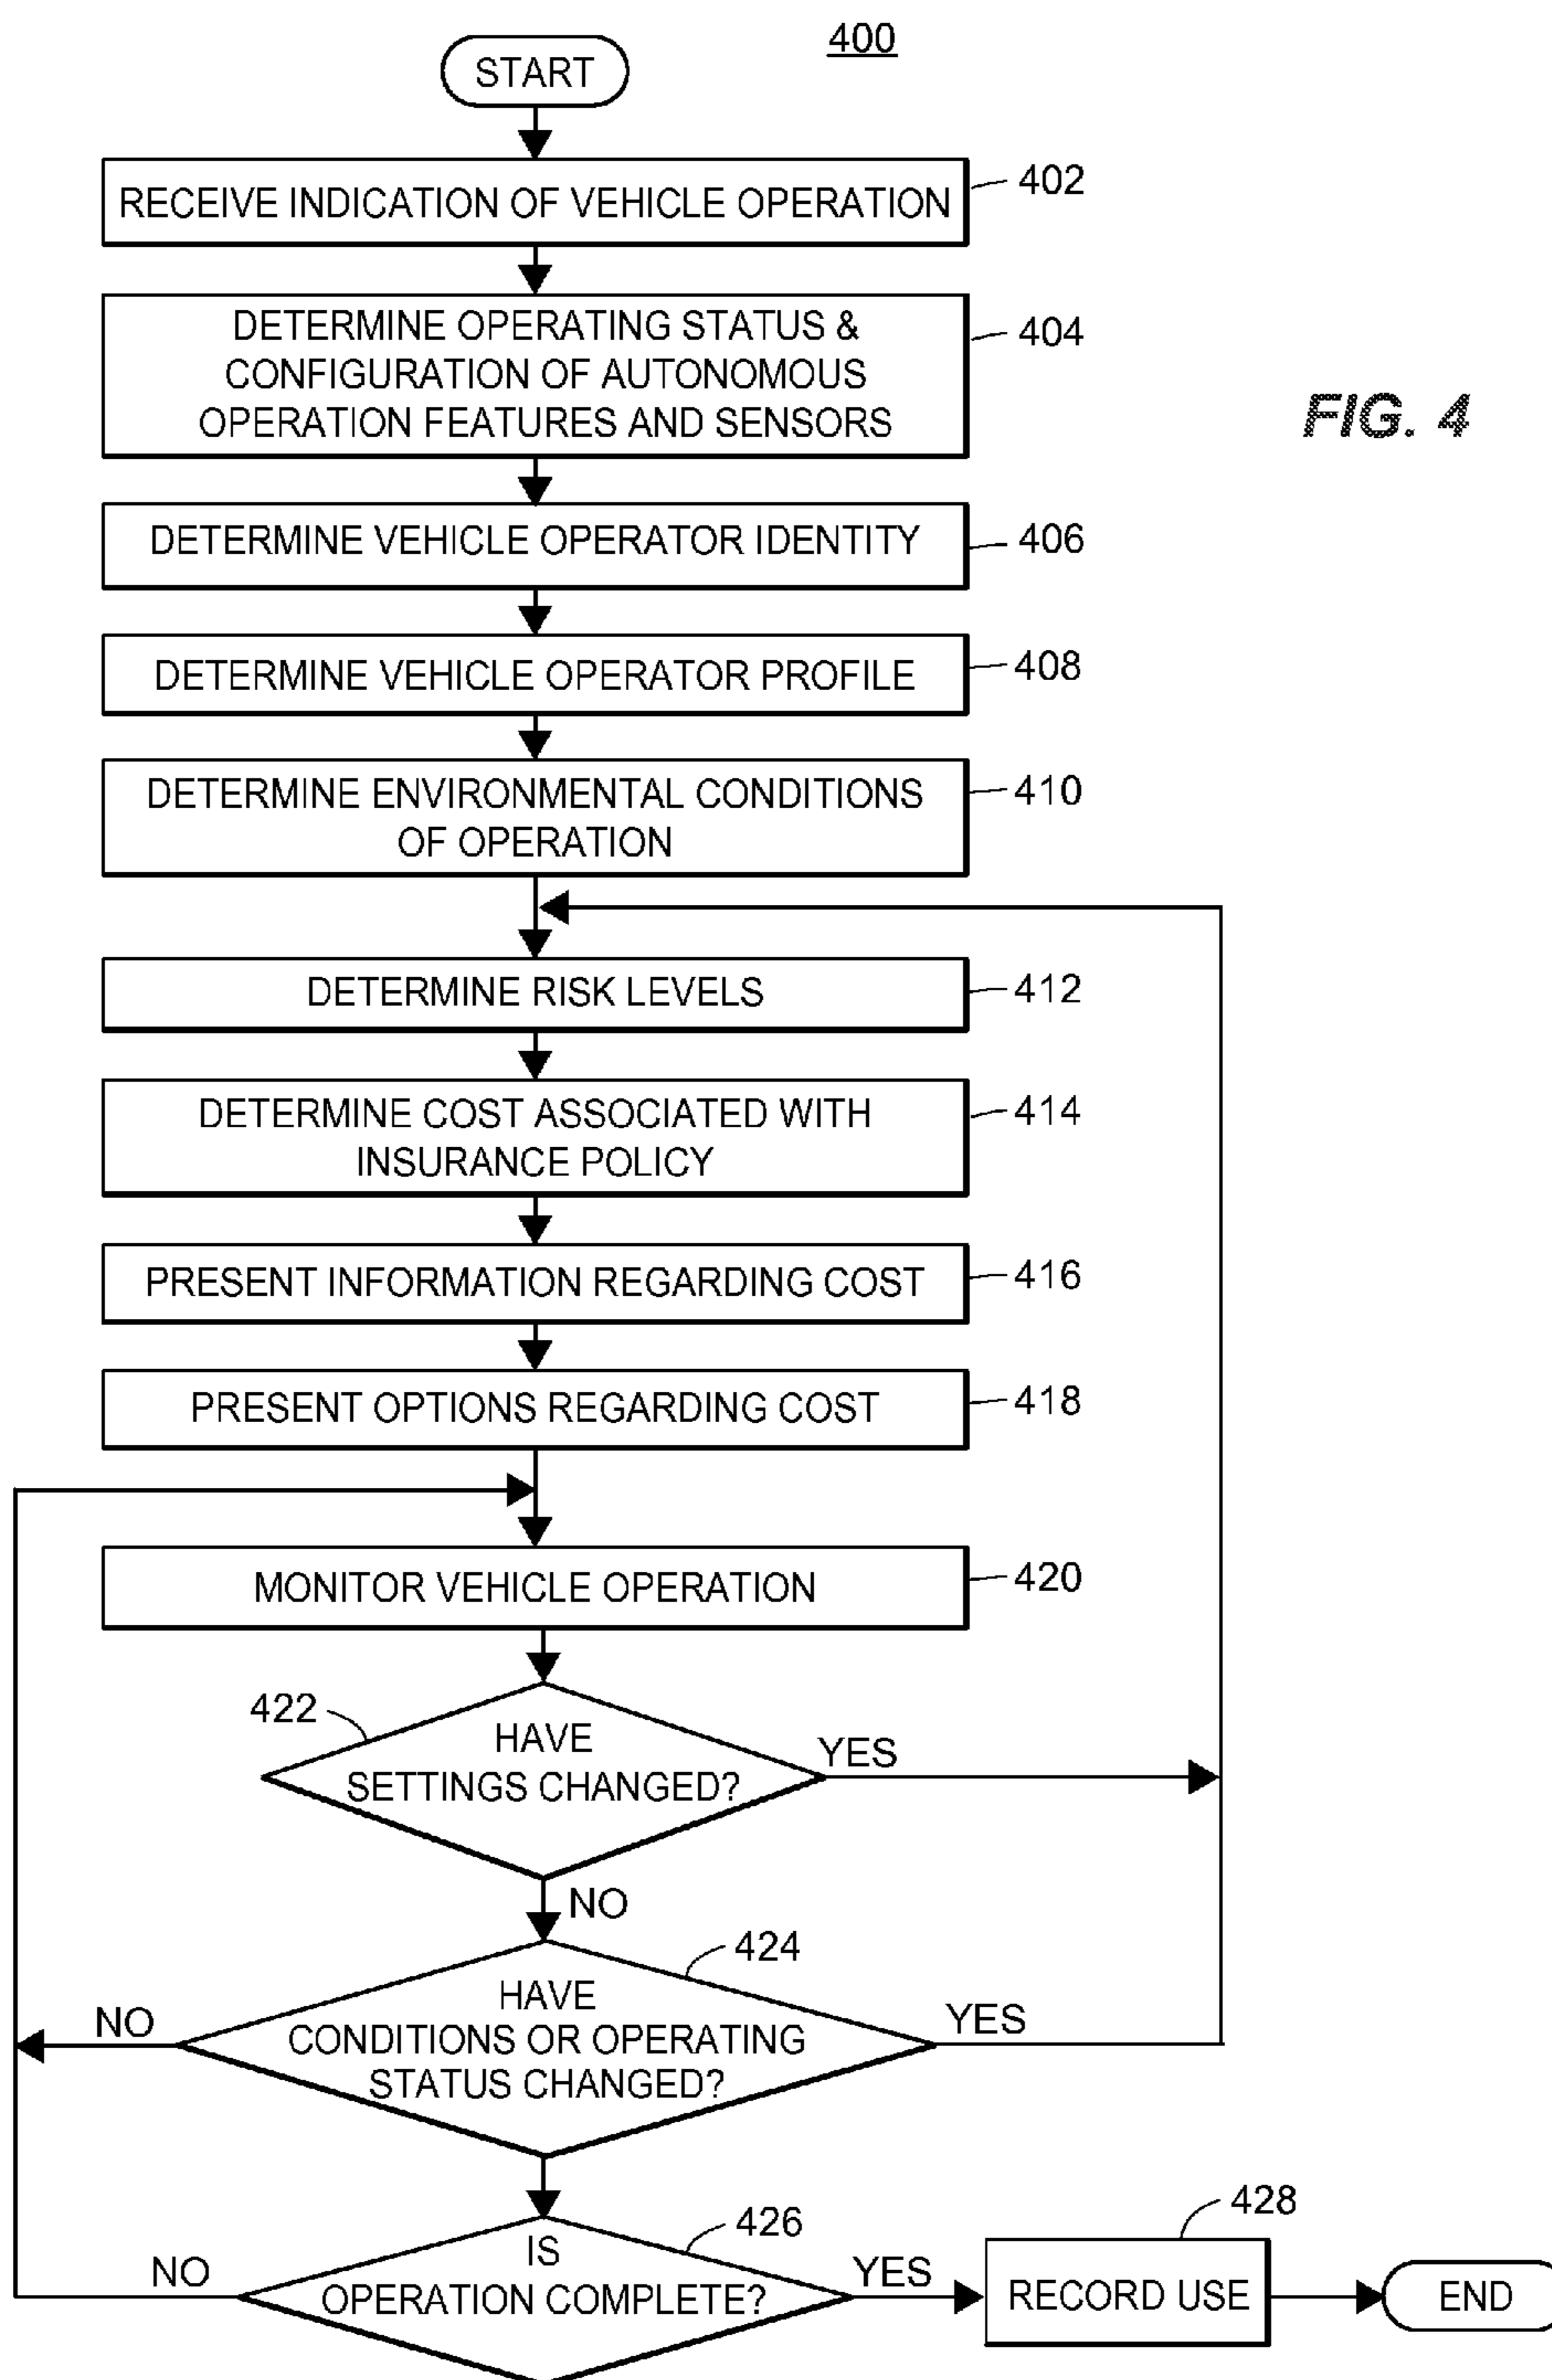 400
START
RECEIVE INDICATION OF VEHICLE OPERATION
402
DETERMINE OPERATING STATUS &
CONFIGURATION OF AUTONOMOUS
OPERATION FEATURES AND SENSORS
404
FIG. 4
DETERMINE VEHICLE OPERATOR IDENTITY
406
DETERMINE VEHICLE OPERATOR PROFILE
408
DETERMINE ENVIRONMENTAL CONDITIONS
OF OPERATION
410
DETERMINE RISK LEVELS
412
DETERMINE COST ASSOCIATED WITH
INSURANCE POLICY
414
PRESENT INFORMATION REGARDING COST
416
PRESENT OPTIONS REGARDING COST
418
MONITOR VEHICLE OPERATION
420
422
HAVE
SETTINGS CHANGED?
YES
NO
424
HAVE
CONDITIONS OR OPERATING
STATUS CHANGED?
NO
YES
426
IS
OPERATION COMPLETE?
NO
YES
428
RECORD USE
END